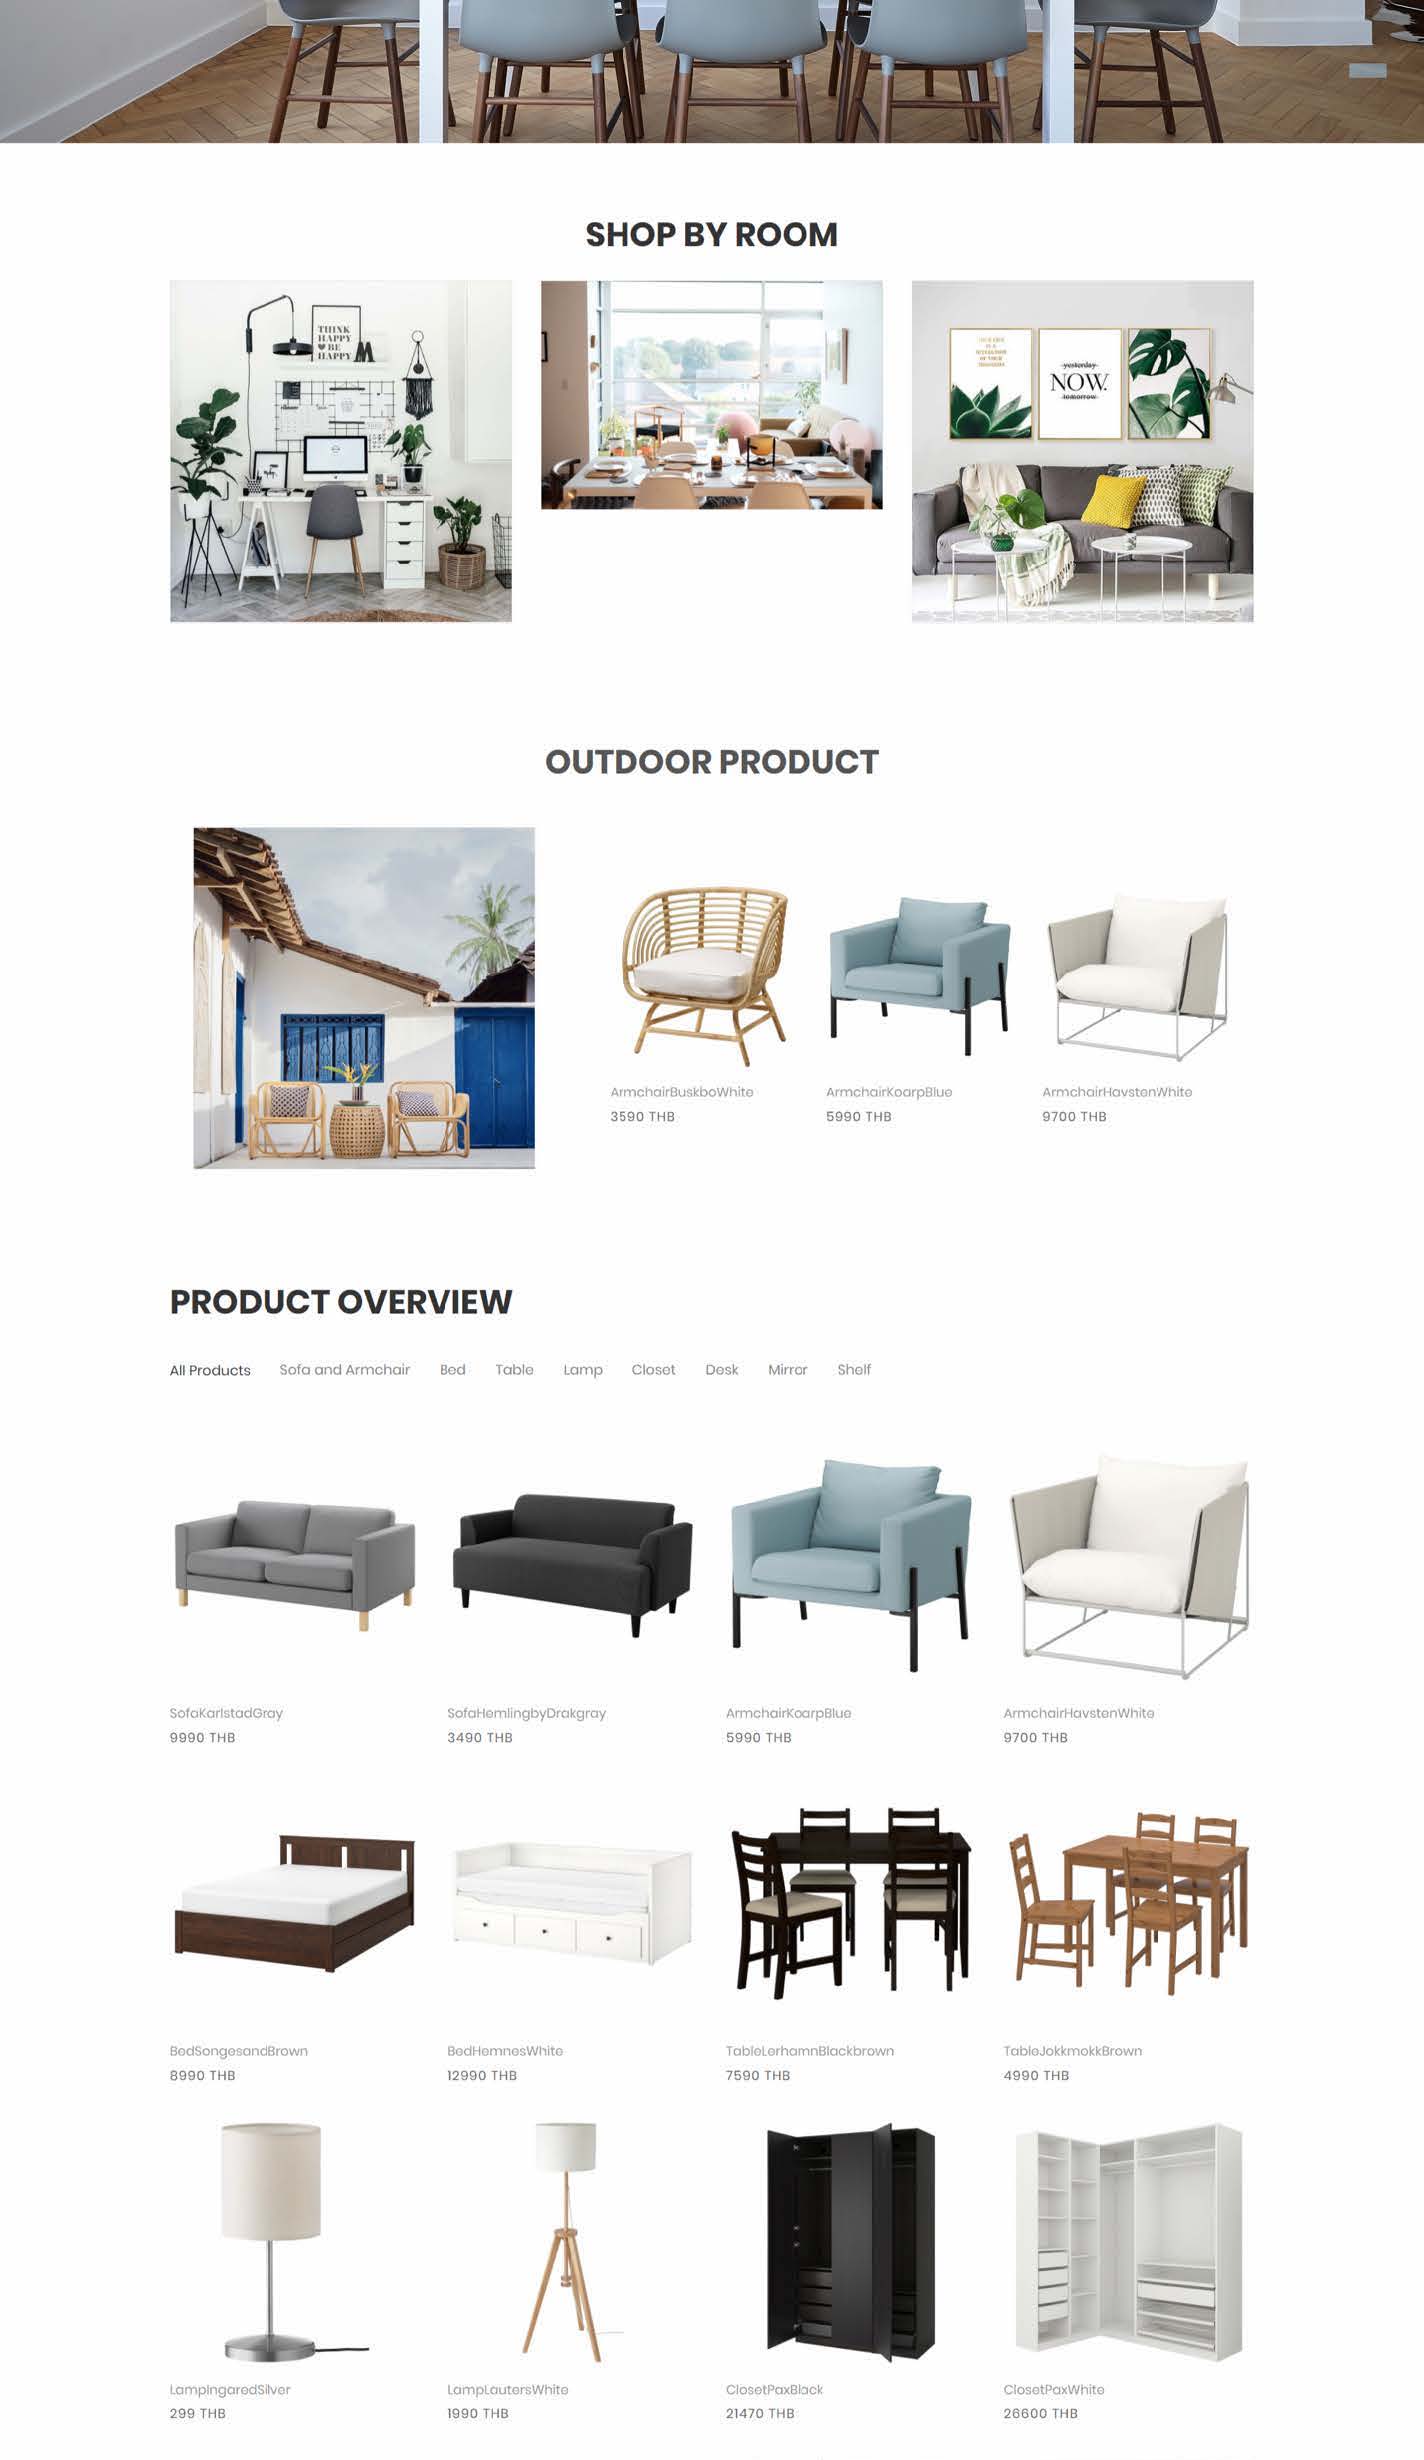 THINK
HAPPY
BE
HAPPY
yesterday
NOW.
tomorrow
SHOP BY ROOM
OUTDOOR PRODUCT
ArmchairBuskboWhite
3590 THB
ArmchairKoarpBlue
5990 THB
ArmchairHavstenWhite
9700 THB
PRODUCT OVERVIEW
All Products Sofa and Armchair Bed Table Lamp Closet Desk Mirror Shelf
SofaKarlstadGray
9990 THB
SofaHemlingbyDrakgray
3490 THB
ArmchairKoarpBlue
5990 THB
ArmchairHavstenWhite
9700 THB
BedSongesandBrown
8990 THB
BedHemnesWhite
12990 THB
TableLerhamnBlackbrown
7590 THB
TableJokkmokkBrown
4990 THB
LampIngaredSilver
299 THB
LampLautersWhite
1990 THB
ClosetPaxBlack
21470 THB
ClosetPaxWhite
26600 THB